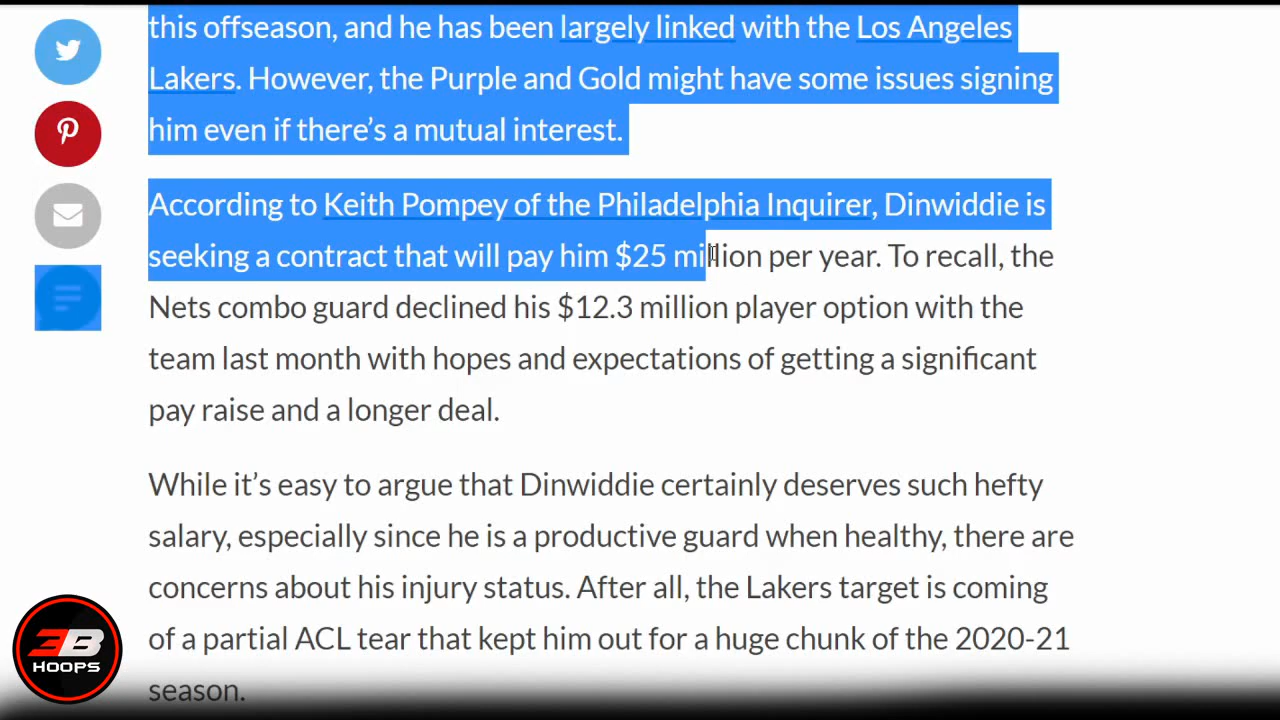 this offseason, and he has been largely linked with the Los Angeles
Lakers. However, the Purple and Gold might have some issues signing
him even if there’s a mutual interest.
According to Keith Pompey of the Philadelphia Inquirer, Dinwiddie is
seeking a contract that will pay him $25 million per year. To recall, the
Nets combo guard declined his $12.3 million player option with the
team last month with hopes and expectations of getting a significant
pay raise and a longer deal.
While it’s easy to argue that Dinwiddie certainly deserves such hefty
salary, especially since he is a productive guard when healthy, there are
concerns about his injury status. After all, the Lakers target is coming
of a partial ACL tear that kept him out for a huge chunk of the 2020-21
season.
3B
HOOPS